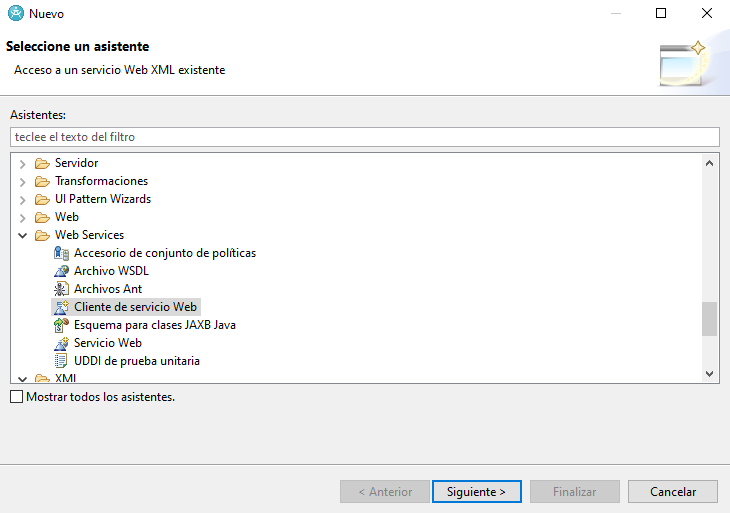 Nuevo
Seleccione un asistente
Acceso a un servicio Web XML existente
Asistentes:
teclee el texto del filtro
Servidor
Transformaciones
UI Pattern Wizards
Web
Web Services
Accesorio de conjunto de políticas
Archivo WSDL
Archivos Ant
Cliente de servicio Web
Esquema para clases JAXB Java
Servicio Web
UDDI de prueba unitaria
XML
Mostrar todos los asistentes.
< Anterior
Siguiente >
Finalizar
Cancelar